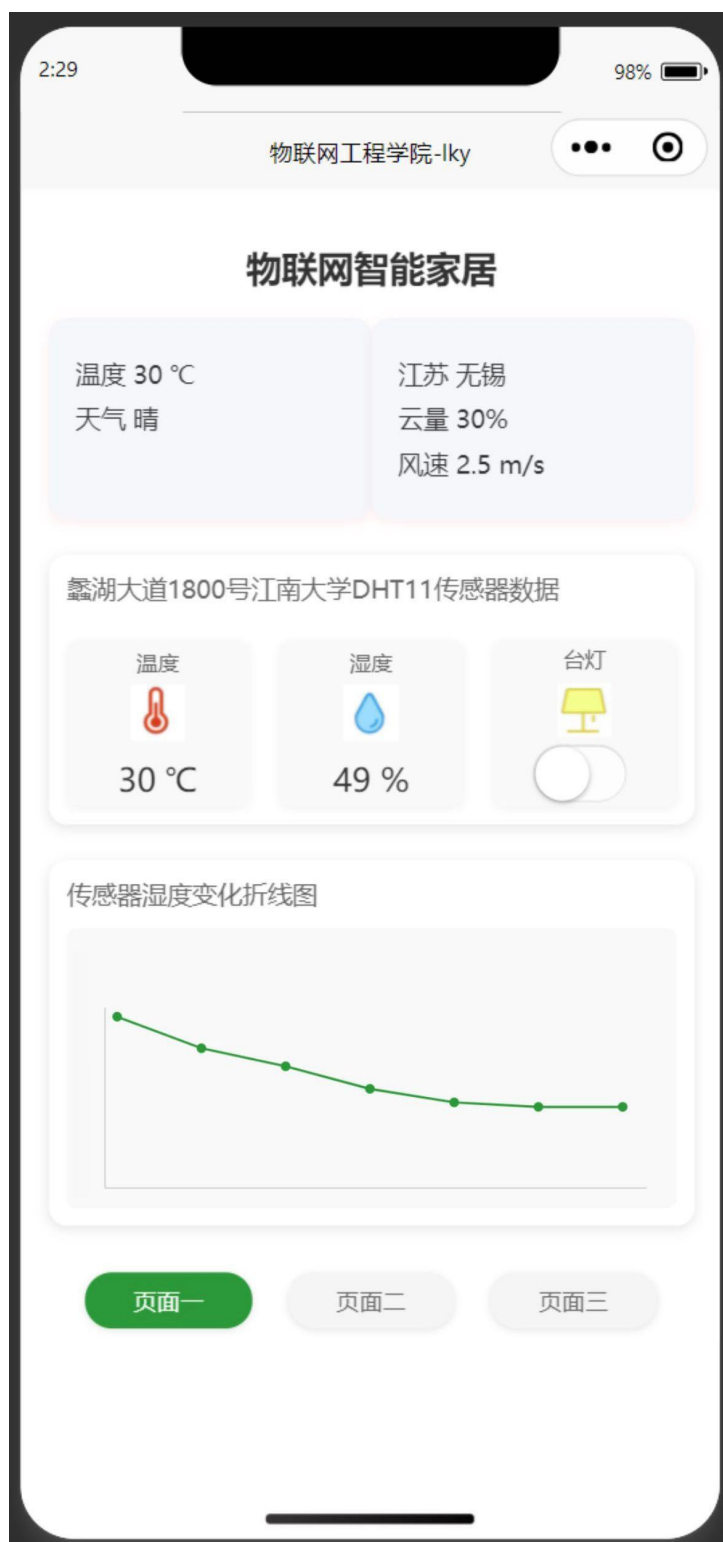 2:29
98%
物联网工程学院-lky
物联网智能家居
温度 30 ℃
天气 晴
江苏 无锡
云量 30%
风速 2.5 m/s
蠡湖大道1800号江南大学DHT11传感器数据
温度
湿度
台灯
30 ℃
49 %
传感器湿度变化折线图
页面一
页面二
页面三